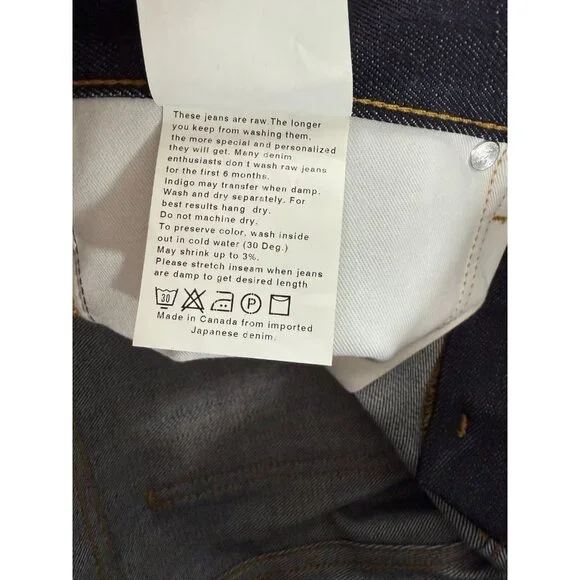 These jeans are raw. The longer
you keep from washing them,
the more special and personalized
they will get. Many denim
enthusiasts don't wash raw jeans
for the first 6 months.
Indigo may transfer when damp.
Wash and dry separately. For
best results hang dry.
Do not machine dry.
To preserve color, wash inside
out in cold water (30 Deg.)
May shrink up to 3%.
Please stretch inseam when jeans
are damp to get desired length
30 P
Made in Canada from imported
Japanese denim.